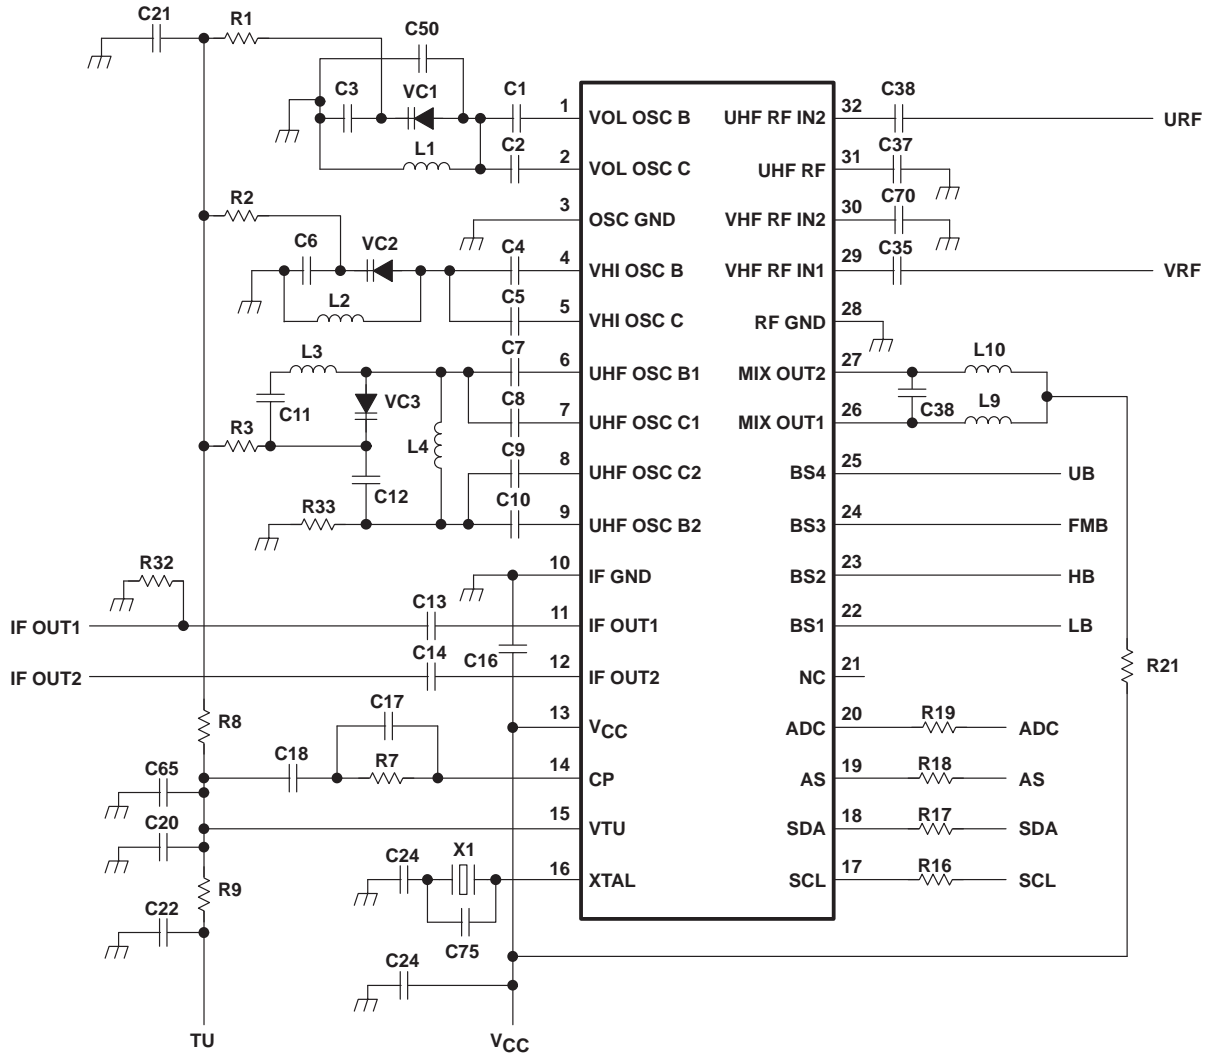 C21
R1
C50
C3
VC1
C1
1
VOL OSC B
UHF RF IN2
32
C38
URF
L1
C2
2
VOL OSC C
UHF RF
31
C37
R2
3
OSC GND
VHF RF IN2
30
C70
C6
VC2
C4
4
VHI OSC B
VHF RF IN1
29
C35
VRF
L2
C5
5
VHI OSC C
RF GND
28
L3
C7
6
UHF OSC B1
MIX OUT2
27
L10
C11
VC3
C8
7
UHF OSC C1
MIX OUT1
26
C38
L9
R3
L4
C9
8
UHF OSC C2
BS4
25
UB
C12
R33
C10
9
UHF OSC B2
BS3
24
FMB
R32
10
IF GND
BS2
23
HB
IF OUT1
C13
11
IF OUT1
BS1
22
LB
IF OUT2
C14
C16
12
IF OUT2
NC
21
R21
R8
C17
13
VCC
ADC
20
R19
ADC
C65
C18
R7
14
CP
AS
19
R18
AS
C20
15
VTU
SDA
18
R17
SDA
R9
C24
X1
16
XTAL
SCL
17
R16
SCL
C22
C75
C24
TU
VCC